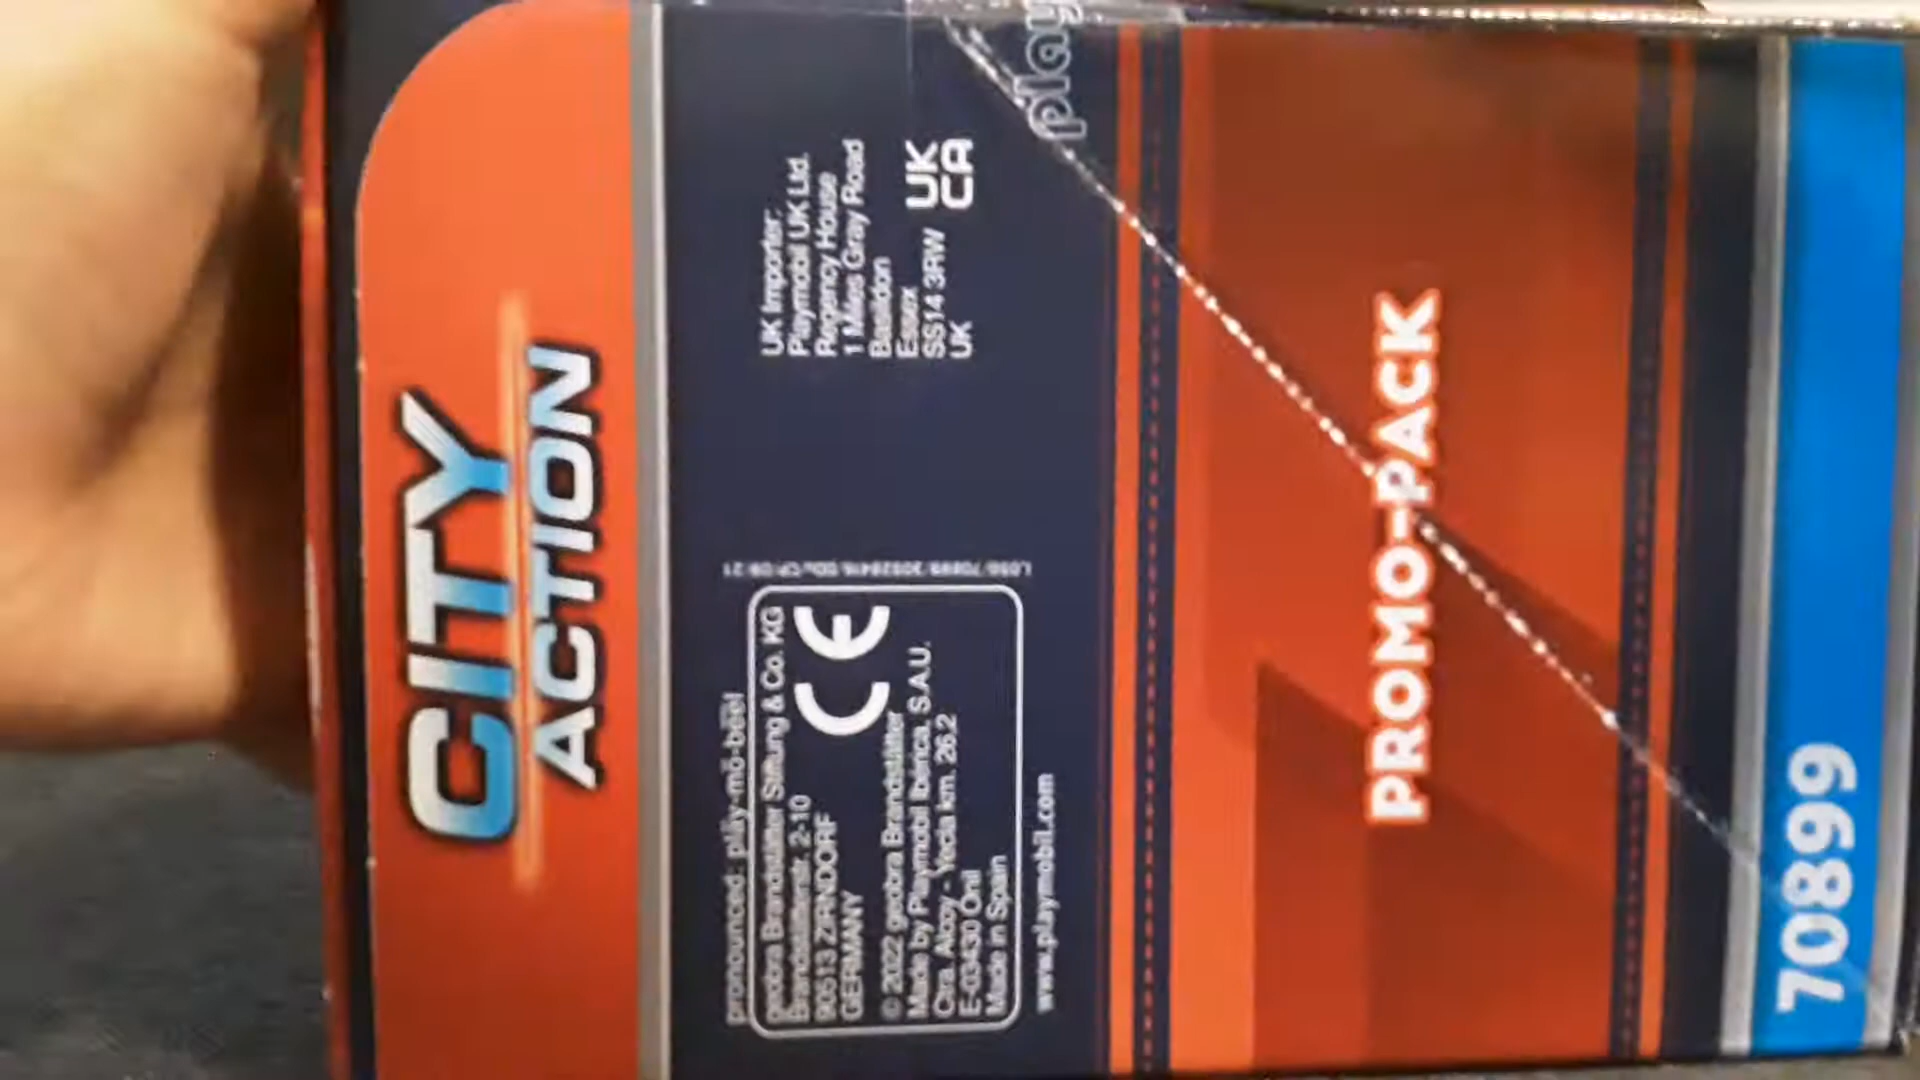 CITY
ACTION
pronounced: plāy-mō-bēēl
geobra Brandstätter Stiftung & Co. KG
Brandstätterstr. 2-10
90513 ZIRNDORF
GERMANY
CE
© 2022 geobra Brandstätter
Made by Playmobil Ibérica, S.A.U.
Ctra. Alcoy - Yecla km. 26,2
E-03430 Onil
Made in Spain
www.playmobil.com
UK Importer:
Playmobil UK Ltd.
Regency House
1 Miles Gray Road
Basildon
Essex
SS14 3RW
UK
UK
CA
play
PROMO-PACK
70899